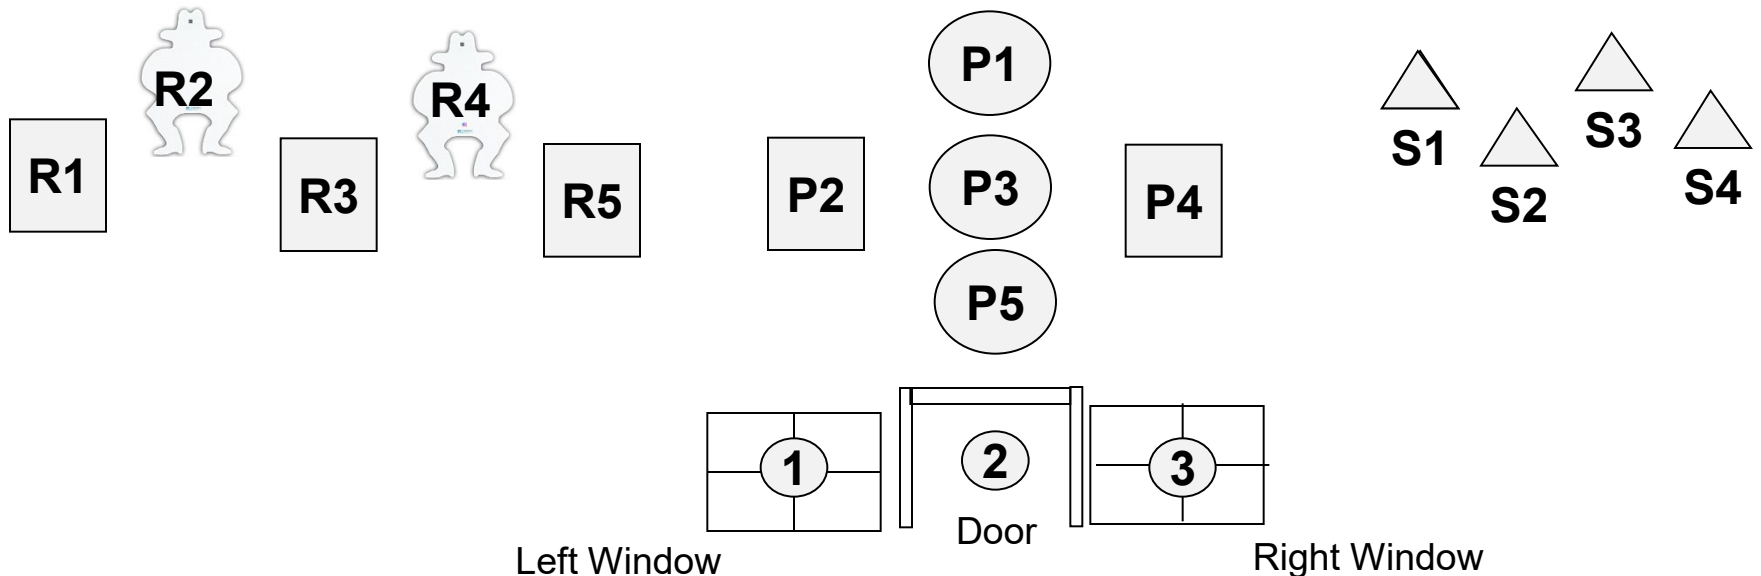 R1
R2
R3
R4
R5
P1
P2
P3
P4
P5
S1
S2
S3
S4
1
2
3
Door
Left Window
Right Window